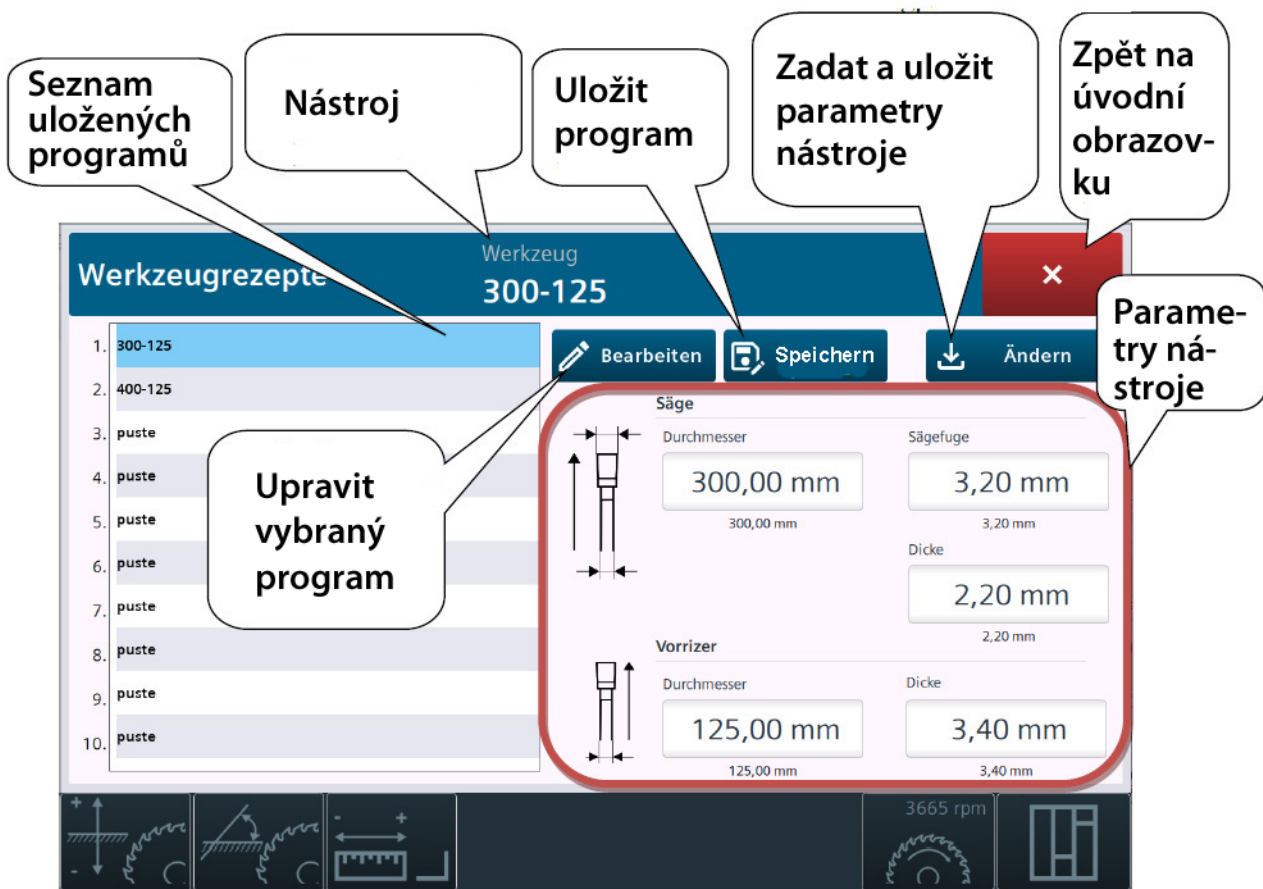 Seznam
uložených
programů
Nástroj
Uložit
program
Zadat a uložit
parametry
nástroje
Zpět na
úvodní
obrazov-
ku
Werkzeugrezepte
Werkzeug
300-125
×
Parame-
try ná-
stroje
Bearbeiten
Speichern
Ändern
1. 300-125
2. 400-125
3. puste
4. puste
5. puste
6. puste
7. puste
8. puste
9. puste
10. puste
Upravit
vybraný
program
Säge
Durchmesser Sägefuge
300,00 mm 3,20 mm
300,00 mm 3,20 mm
Dicke
2,20 mm
2,20 mm
Vorrizer
Durchmesser Dicke
125,00 mm 3,40 mm
125,00 mm 3,40 mm
+
-
- +
3665 rpm